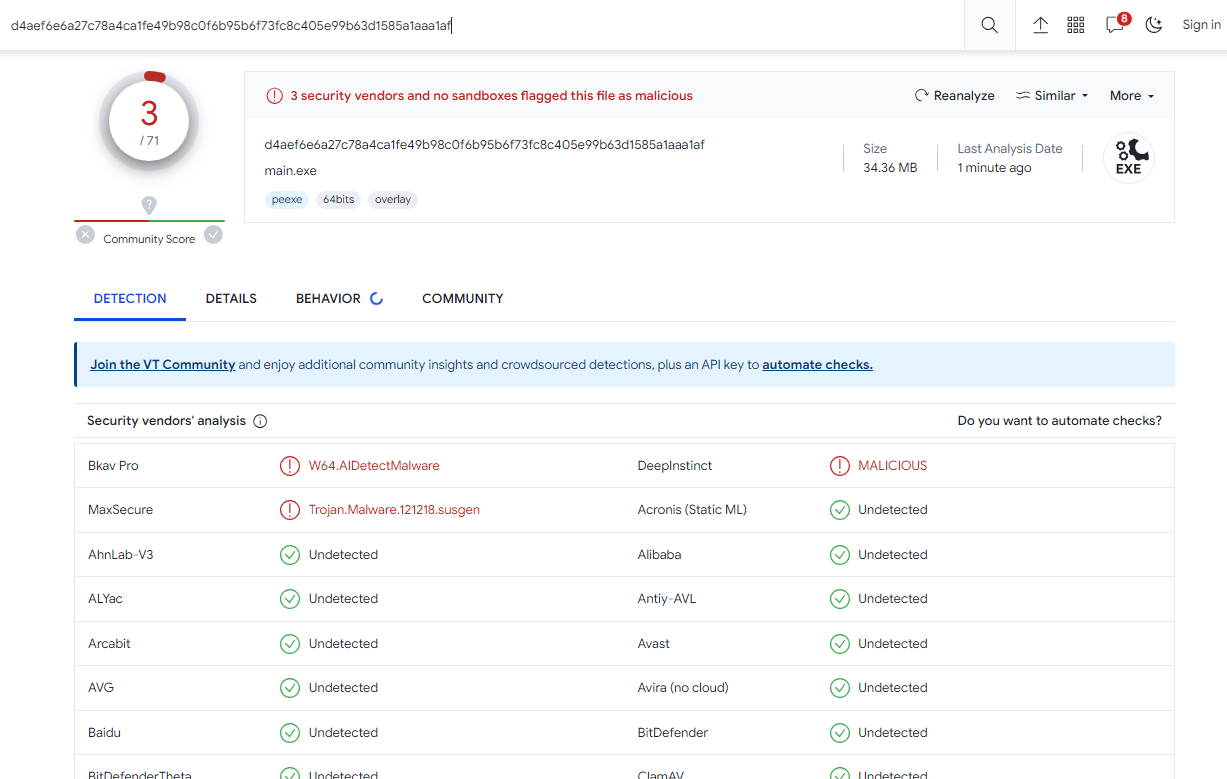 d4aef6e6a27c78a4ca1fe49b98c0f6b95b6f73fc8c405e99b63d1585a1aaa1af
8
Sign in
3
/ 71
Community Score
3 security vendors and no sandboxes flagged this file as malicious
Reanalyze
Similar
More
d4aef6e6a27c78a4ca1fe49b98c0f6b95b6f73fc8c405e99b63d1585a1aaa1af
main.exe
peexe
64bits
overlay
Size
34.36 MB
Last Analysis Date
1 minute ago
EXE
DETECTION
DETAILS
BEHAVIOR
COMMUNITY
Join the VT Community and enjoy additional community insights and crowdsourced detections, plus an API key to automate checks.
Security vendors' analysis
Do you want to automate checks?
Bkav Pro
W64.AIDetectMalware
DeepInstinct
MALICIOUS
MaxSecure
Trojan.Malware.121218.susgen
Acronis (Static ML)
Undetected
AhnLab-V3
Undetected
Alibaba
Undetected
ALYac
Undetected
Antiy-AVL
Undetected
Arcabit
Undetected
Avast
Undetected
AVG
Undetected
Avira (no cloud)
Undetected
Baidu
Undetected
BitDefender
Undetected
BitDefenderTheta
Undetected
ClamAV
Undetected